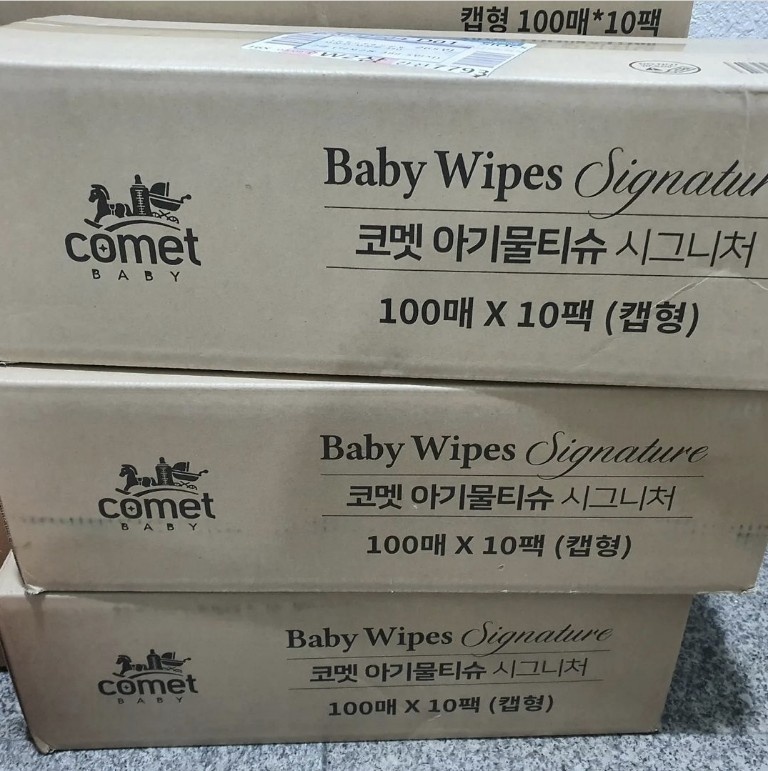 캡형 100매*10팩
Baby Wipes Signatur
comet
BABY
코멧 아기물티슈 시그니처
100매 X 10팩 (캡형)
Baby Wipes Signature
comet
BABY
코멧 아기물티슈 시그니처
100매 X 10팩 (캡형)
Baby Wipes Signature
comet
BABY
코멧 아기물티슈 시그니처
100매 X 10팩 (캡형)